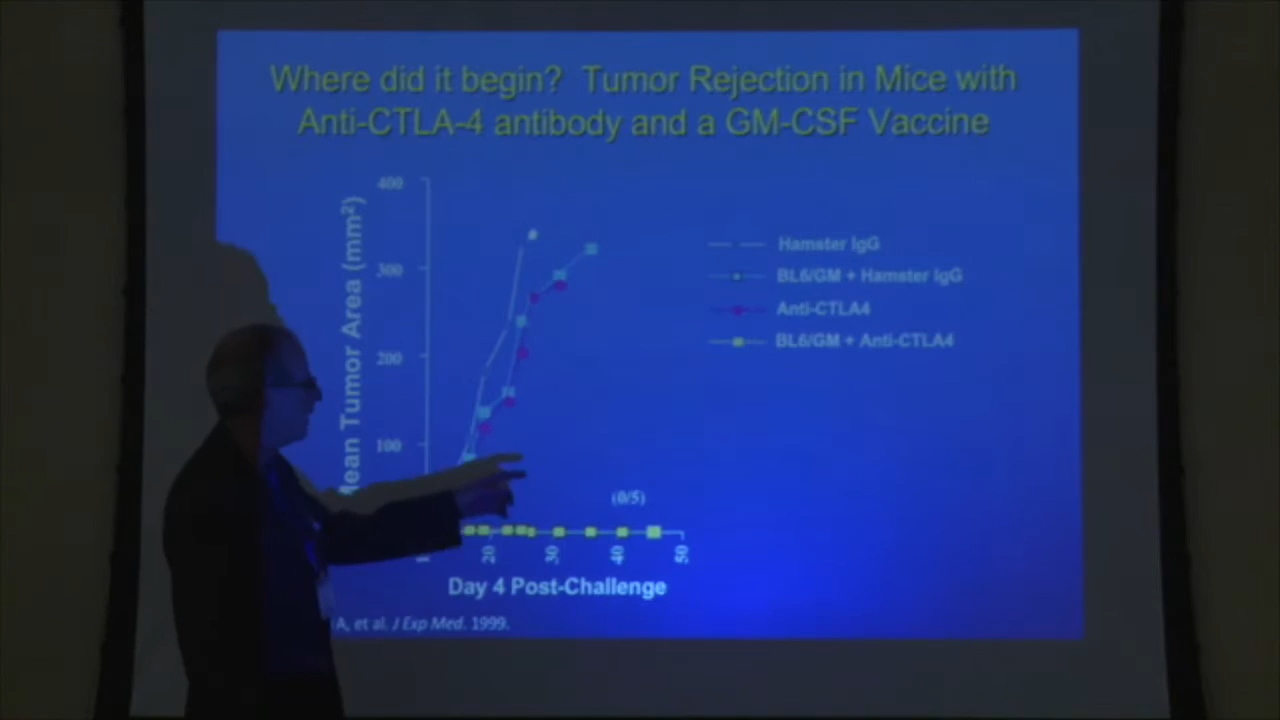 Where did it begin? Tumor Rejection in Mice with
Anti-CTLA-4 antibody and a GM-CSF Vaccine
400
300
200
100
Mean Tumor Area (mm²)
Hamster IgG
BL6/GM + Hamster IgG
Anti-CTLA4
BL6/GM + Anti-CTLA4
(0/5)
20
30
40
50
Day 4 Post-Challenge
A, et al. J Exp Med. 1999.